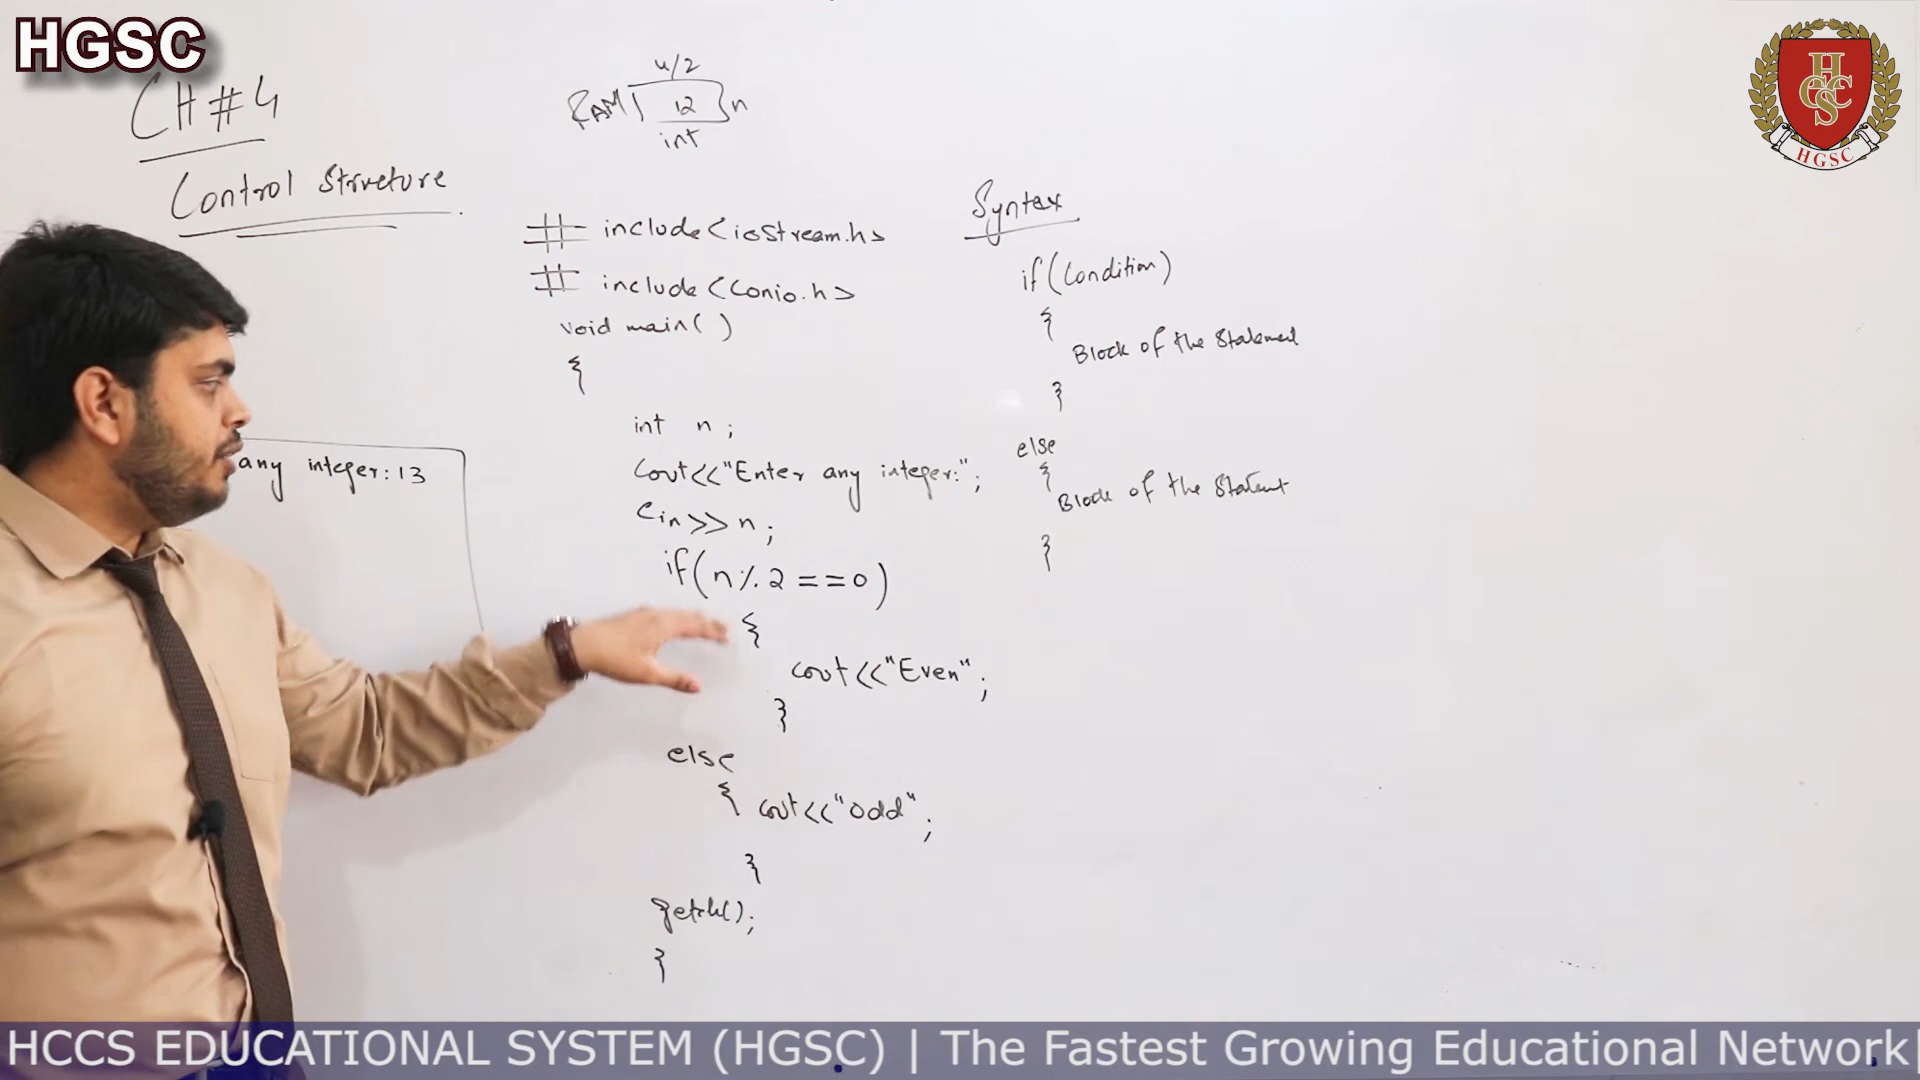 HGSC
CH#4
Control Structure
4/2
RAM 12 n
int
# include<iostream.h>
# include<conio.h>
void main( )
{
int n ;
Cout<<"Enter any integer:";
Cin>>n;
if(n%2==0)
{
cout<<"Even";
}
else
{ cout<<"odd";
}
getch();
}
any integer:13
Syntax
if(Condition)
{
Block of the Statement
}
else
{
Block of the Statement
}
HCCS
HGSC
HCCS EDUCATIONAL SYSTEM (HGSC) | The Fastest Growing Educational Network|